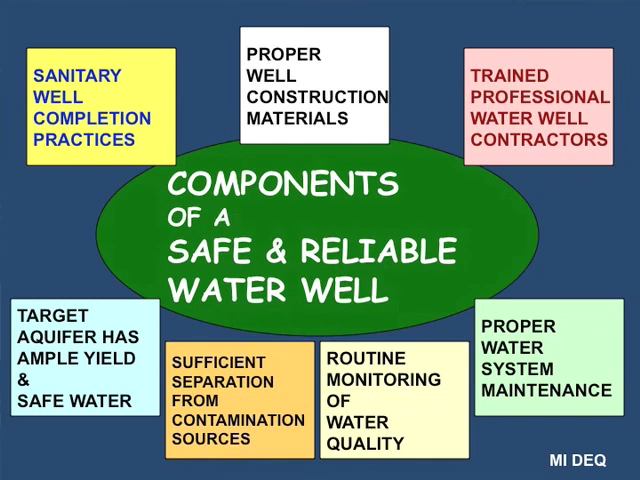 SANITARY
WELL
COMPLETION
PRACTICES
PROPER
WELL
CONSTRUCTION
MATERIALS
TRAINED
PROFESSIONAL
WATER WELL
CONTRACTORS
COMPONENTS
OF A
SAFE & RELIABLE
WATER WELL
TARGET
AQUIFER HAS
AMPLE YIELD
&
SAFE WATER
SUFFICIENT
SEPARATION
FROM
CONTAMINATION
SOURCES
ROUTINE
MONITORING
OF
WATER
QUALITY
PROPER
WATER
SYSTEM
MAINTENANCE
MI DEQ